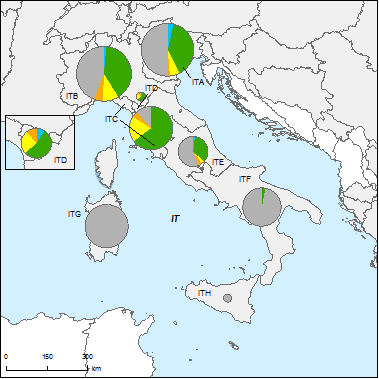 ITA
ITD
ITB
ITC
ITD
ITE
ITF
ITG
IT
ITH
0 150 300
km